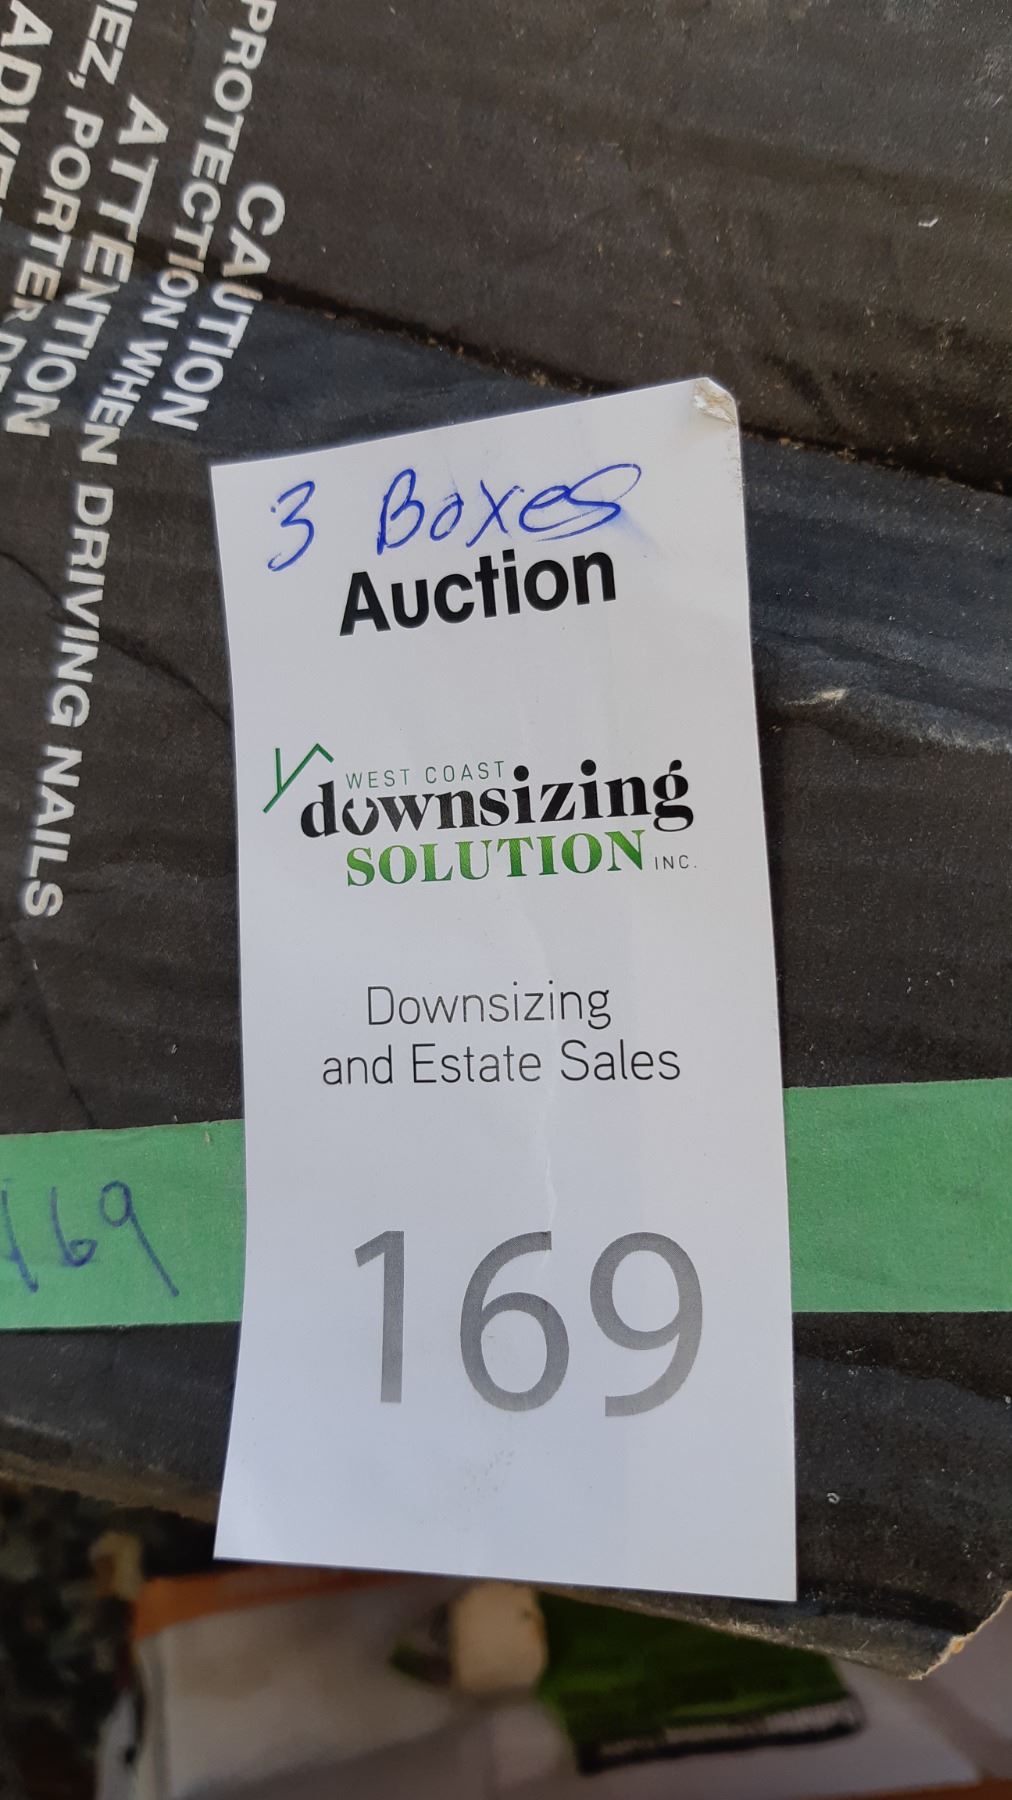 3 Boxes
Auction
WEST COAST
downsizing
SOLUTION INC.
Downsizing
and Estate Sales
169
169
CAUTION
PROTECTION WHEN DRIVING NAILS
ATTENTION
PORTER